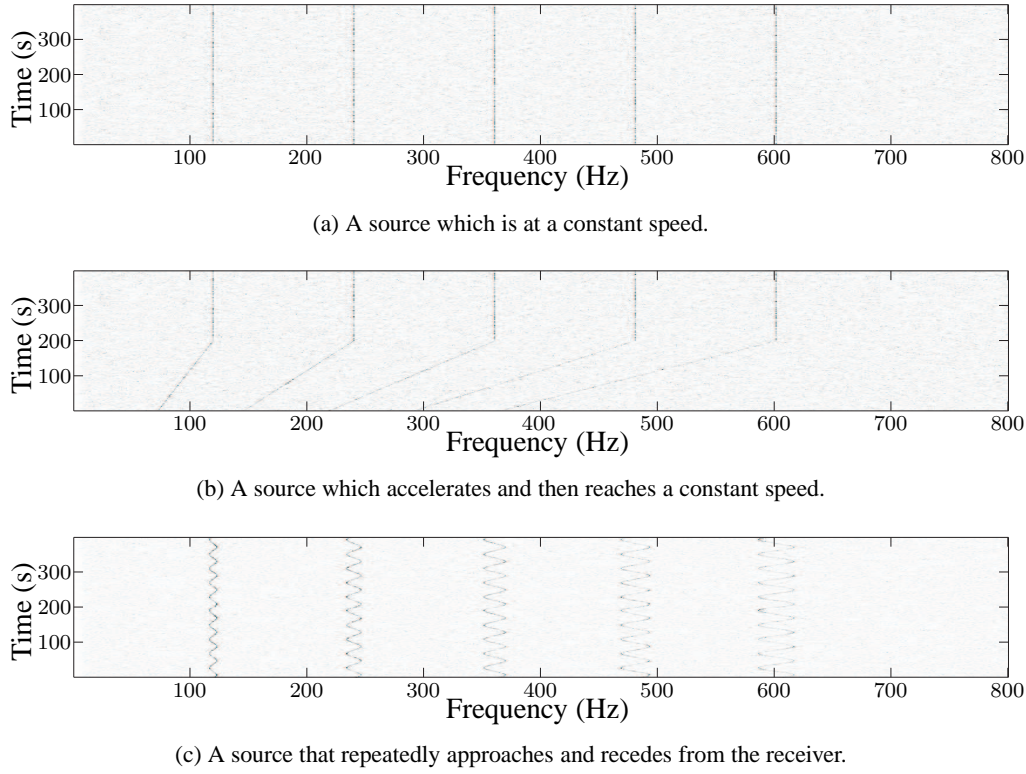 Time (s)
300
200
100
100 200 300 400 500 600 700 800
Frequency (Hz)
(a) A source which is at a constant speed.
Time (s)
300
200
100
100 200 300 400 500 600 700 800
Frequency (Hz)
(b) A source which accelerates and then reaches a constant speed.
Time (s)
300
200
100
100 200 300 400 500 600 700 800
Frequency (Hz)
(c) A source that repeatedly approaches and recedes from the receiver.